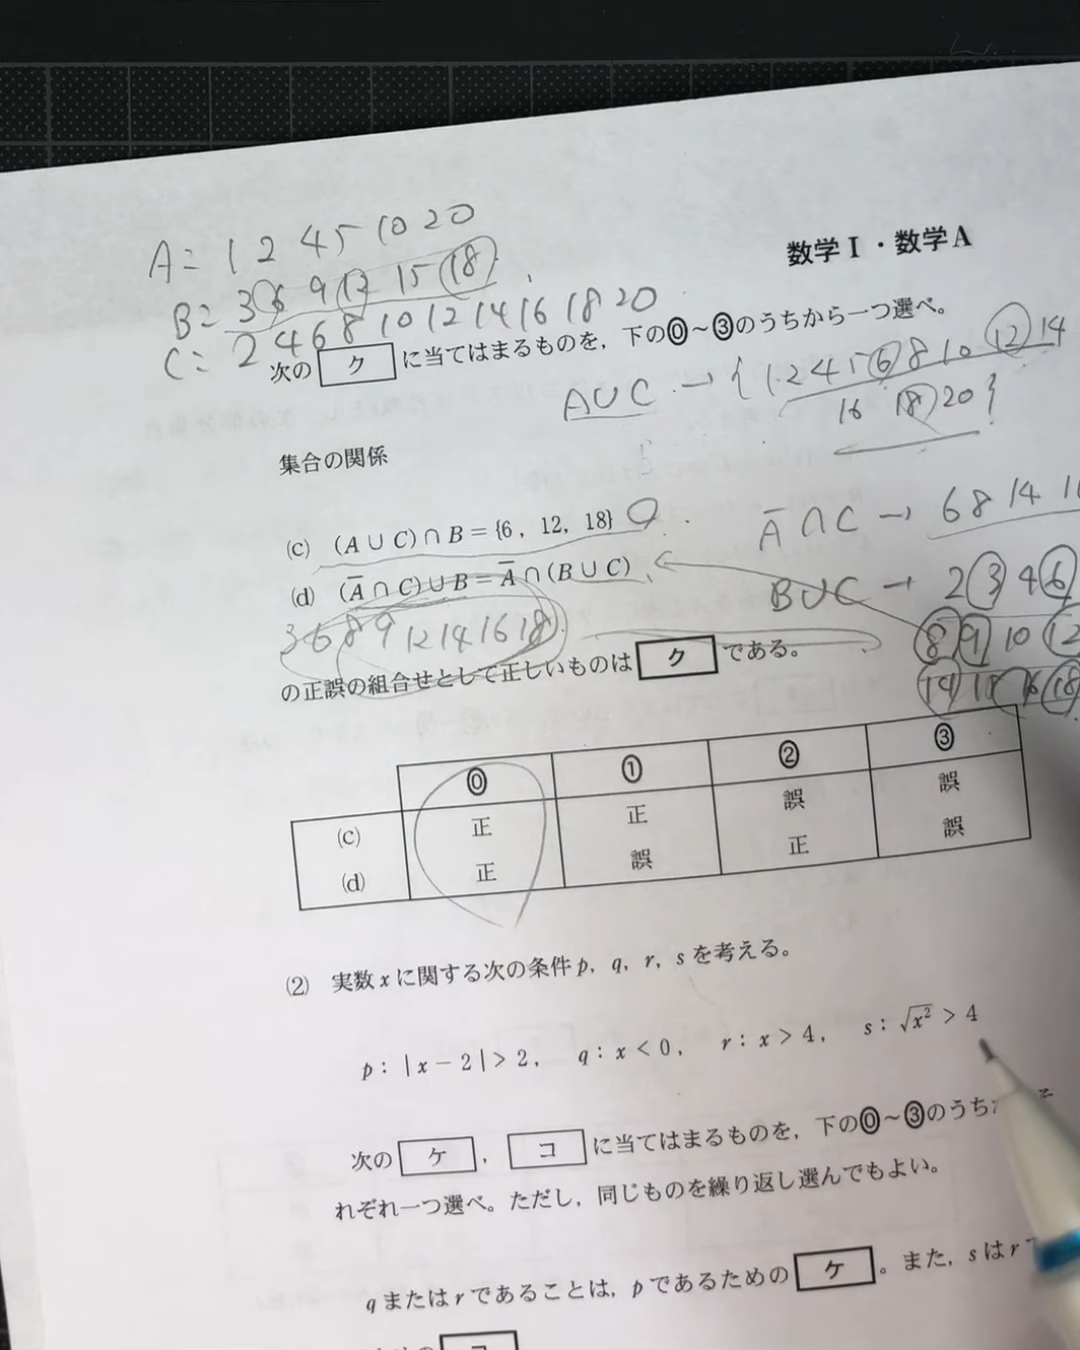 A= 1 2 4 5 10 20
数学Ⅰ・数学A
B= 3 6 9 12 15 18
C= 2 4 6 8 10 12 14 16 18 20
次の ク に当てはまるものを,下の⓪~③のうちから一つ選べ。
A∪C → { 1 2 4 5 6 8 10 12 14
16 18 20 }
集合の関係
(c) (A∪C)∩B={6, 12, 18}
A̅∩C → 6 8 14
(d) (A̅∩C)∪B=A̅∩(B∪C)
B∪C → 2 3 4 6
3 6 8 9 12 14 16 18
8 9 10 12
の正誤の組合せとして正しいものは ク である。
14 16 18
⓪ ① ② ③
(c) 正 正 誤 誤
(d) 正 誤 正 誤
(2) 実数xに関する次の条件p, q, r, sを考える。
p:|x-2|>2, q:x<0, r:x>4, s:√x²>4
次の ケ , コ に当てはまるものを,下の⓪~③のうち
れぞれ一つ選べ。ただし,同じものを繰り返し選んでもよい。
qまたはrであることは,pであるための ケ 。また,sはr
コ